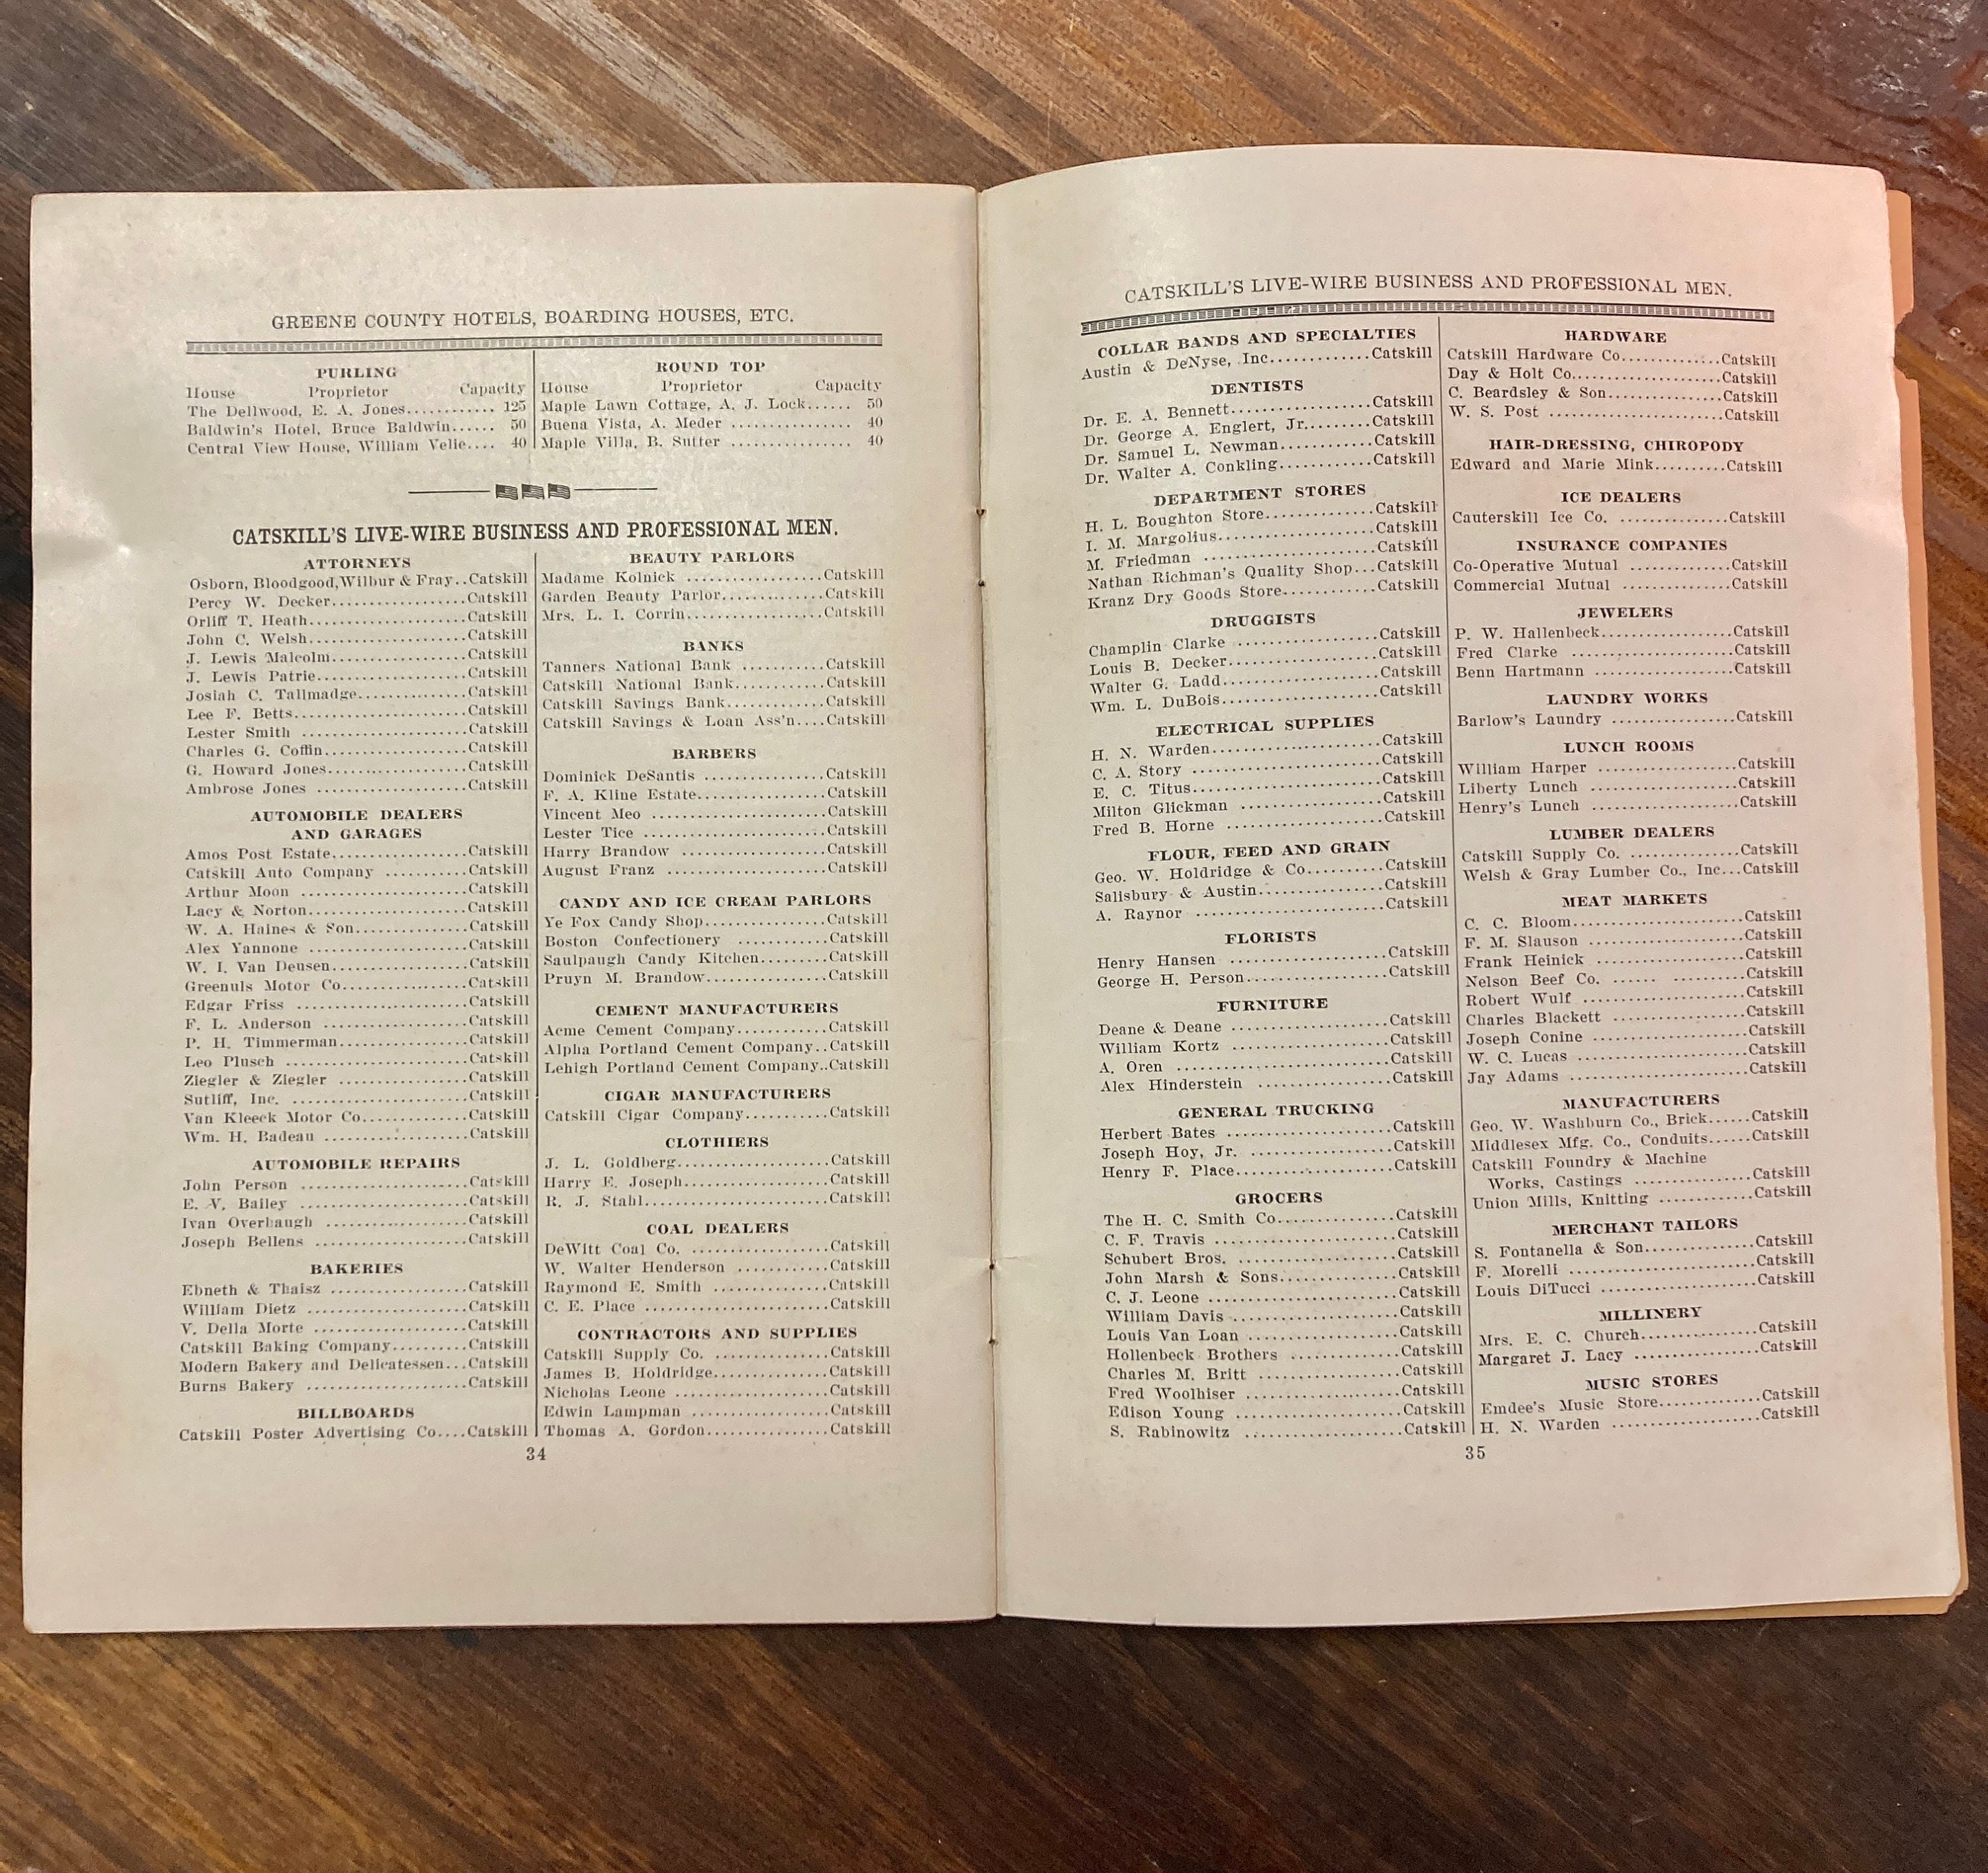 GREENE COUNTY HOTELS, BOARDING HOUSES, ETC.
PURLING
House Proprietor Capacity
The Dellwood, E. A. Jones............ 125
Baldwin's Hotel, Bruce Baldwin...... 50
Central View House, William Velie.... 40
ROUND TOP
House Proprietor Capacity
Maple Lawn Cottage, A. J. Lock...... 50
Buena Vista, A. Meder ................ 40
Maple Villa, B. Sutter ................ 40
CATSKILL'S LIVE-WIRE BUSINESS AND PROFESSIONAL MEN.
ATTORNEYS
Osborn, Bloodgood,Wilbur & Fray..Catskill
Percy W. Decker..................Catskill
Orliff T. Heath.....................Catskill
John C. Welsh.....................Catskill
J. Lewis Malcolm..................Catskill
J. Lewis Patrie....................Catskill
Josiah C. Tallmadge..............Catskill
Lee F. Betts.......................Catskill
Lester Smith ......................Catskill
Charles G. Coffin..................Catskill
G. Howard Jones..................Catskill
Ambrose Jones ...................Catskill
AUTOMOBILE DEALERS
AND GARAGES
Amos Post Estate..................Catskill
Catskill Auto Company ..........Catskill
Arthur Moon .....................Catskill
Lacy & Norton.....................Catskill
W. A. Haines & Son...............Catskill
Alex Yannone ....................Catskill
W. I. Van Deusen.................Catskill
Greenuls Motor Co................Catskill
Edgar Friss ......................Catskill
F. L. Anderson ...................Catskill
P. H. Timmerman.................Catskill
Leo Plusch .......................Catskill
Ziegler & Ziegler .................Catskill
Sutliff, Inc. ......................Catskill
Van Kleeck Motor Co.............Catskill
Wm. H. Badeau ..................Catskill
AUTOMOBILE REPAIRS
John Person .....................Catskill
E. V. Bailey ......................Catskill
Ivan Overbaugh .................Catskill
Joseph Bellens ...................Catskill
BAKERIES
Ebneth & Thaisz .................Catskill
William Dietz ....................Catskill
V. Della Morte ...................Catskill
Catskill Baking Company.........Catskill
Modern Bakery and Delicatessen...Catskill
Burns Bakery ....................Catskill
BILLBOARDS
Catskill Poster Advertising Co....Catskill
BEAUTY PARLORS
Madame Kolnick .................Catskill
Garden Beauty Parlor.............Catskill
Mrs. L. I. Corrin..................Catskill
BANKS
Tanners National Bank ..........Catskill
Catskill National Bank............Catskill
Catskill Savings Bank.............Catskill
Catskill Savings & Loan Ass'n....Catskill
BARBERS
Dominick DeSantis ...............Catskill
F. A. Kline Estate................Catskill
Vincent Meo .....................Catskill
Lester Tice ......................Catskill
Harry Brandow ..................Catskill
August Franz ....................Catskill
CANDY AND ICE CREAM PARLORS
Ye Fox Candy Shop...............Catskill
Boston Confectionery ...........Catskill
Saulpaugh Candy Kitchen.........Catskill
Pruyn M. Brandow...............Catskill
CEMENT MANUFACTURERS
Acme Cement Company...........Catskill
Alpha Portland Cement Company..Catskill
Lehigh Portland Cement Company..Catskill
CIGAR MANUFACTURERS
Catskill Cigar Company...........Catskill
CLOTHIERS
J. L. Goldberg....................Catskill
Harry E. Joseph..................Catskill
R. J. Stahl........................Catskill
COAL DEALERS
DeWitt Coal Co. .................Catskill
W. Walter Henderson ............Catskill
Raymond E. Smith ...............Catskill
C. E. Place .......................Catskill
CONTRACTORS AND SUPPLIES
Catskill Supply Co. ..............Catskill
James B. Holdridge...............Catskill
Nicholas Leone ..................Catskill
Edwin Lampman .................Catskill
Thomas A. Gordon...............Catskill
34
CATSKILL'S LIVE-WIRE BUSINESS AND PROFESSIONAL MEN.
COLLAR BANDS AND SPECIALTIES
Austin & DeNyse, Inc.............Catskill
DENTISTS
Dr. E. A. Bennett.................Catskill
Dr. George A. Englert, Jr.........Catskill
Dr. Samuel L. Newman............Catskill
Dr. Walter A. Conkling...........Catskill
DEPARTMENT STORES
H. L. Boughton Store.............Catskill
I. M. Margolius...................Catskill
M. Friedman .....................Catskill
Nathan Richman's Quality Shop...Catskill
Kranz Dry Goods Store............Catskill
DRUGGISTS
Champlin Clarke .................Catskill
Louis B. Decker..................Catskill
Walter G. Ladd...................Catskill
Wm. L. DuBois...................Catskill
ELECTRICAL SUPPLIES
H. N. Warden....................Catskill
C. A. Story ......................Catskill
E. C. Titus.......................Catskill
Milton Glickman .................Catskill
Fred B. Horne ...................Catskill
FLOUR, FEED AND GRAIN
Geo. W. Holdridge & Co..........Catskill
Salisbury & Austin...............Catskill
A. Raynor .......................Catskill
FLORISTS
Henry Hansen ...................Catskill
George H. Person.................Catskill
FURNITURE
Deane & Deane ..................Catskill
William Kortz ...................Catskill
A. Oren .........................Catskill
Alex Hinderstein ................Catskill
GENERAL TRUCKING
Herbert Bates ...................Catskill
Joseph Hoy, Jr. .................Catskill
Henry F. Place...................Catskill
GROCERS
The H. C. Smith Co...............Catskill
C. F. Travis .....................Catskill
Schubert Bros. ..................Catskill
John Marsh & Sons...............Catskill
C. J. Leone ......................Catskill
William Davis ...................Catskill
Louis Van Loan ..................Catskill
Hollenbeck Brothers .............Catskill
Charles M. Britt .................Catskill
Fred Woolhiser ..................Catskill
Edison Young ....................Catskill
S. Rabinowitz ...................Catskill
HARDWARE
Catskill Hardware Co.............Catskill
Day & Holt Co...................Catskill
C. Beardsley & Son...............Catskill
W. S. Post ......................Catskill
HAIR-DRESSING, CHIROPODY
Edward and Marie Mink..........Catskill
ICE DEALERS
Cauterskill Ice Co. ..............Catskill
INSURANCE COMPANIES
Co-Operative Mutual ............Catskill
Commercial Mutual .............Catskill
JEWELERS
P. W. Hallenbeck.................Catskill
Fred Clarke .....................Catskill
Benn Hartmann .................Catskill
LAUNDRY WORKS
Barlow's Laundry ................Catskill
LUNCH ROOMS
William Harper .................Catskill
Liberty Lunch ...................Catskill
Henry's Lunch ..................Catskill
LUMBER DEALERS
Catskill Supply Co. ..............Catskill
Welsh & Gray Lumber Co., Inc...Catskill
MEAT MARKETS
C. C. Bloom......................Catskill
F. M. Slauson ...................Catskill
Frank Heinick ...................Catskill
Nelson Beef Co. ...... .........Catskill
Robert Wulf .....................Catskill
Charles Blackett .................Catskill
Joseph Conine ...................Catskill
W. C. Lucas .....................Catskill
Jay Adams ......................Catskill
MANUFACTURERS
Geo. W. Washburn Co., Brick......Catskill
Middlesex Mfg. Co., Conduits......Catskill
Catskill Foundry & Machine
Works, Castings .................Catskill
Union Mills, Knitting ............Catskill
MERCHANT TAILORS
S. Fontanella & Son..............Catskill
F. Morelli .......................Catskill
Louis DiTucci ...................Catskill
MILLINERY
Mrs. E. C. Church................Catskill
Margaret J. Lacy ................Catskill
MUSIC STORES
Emdee's Music Store.............Catskill
H. N. Warden ...................Catskill
35